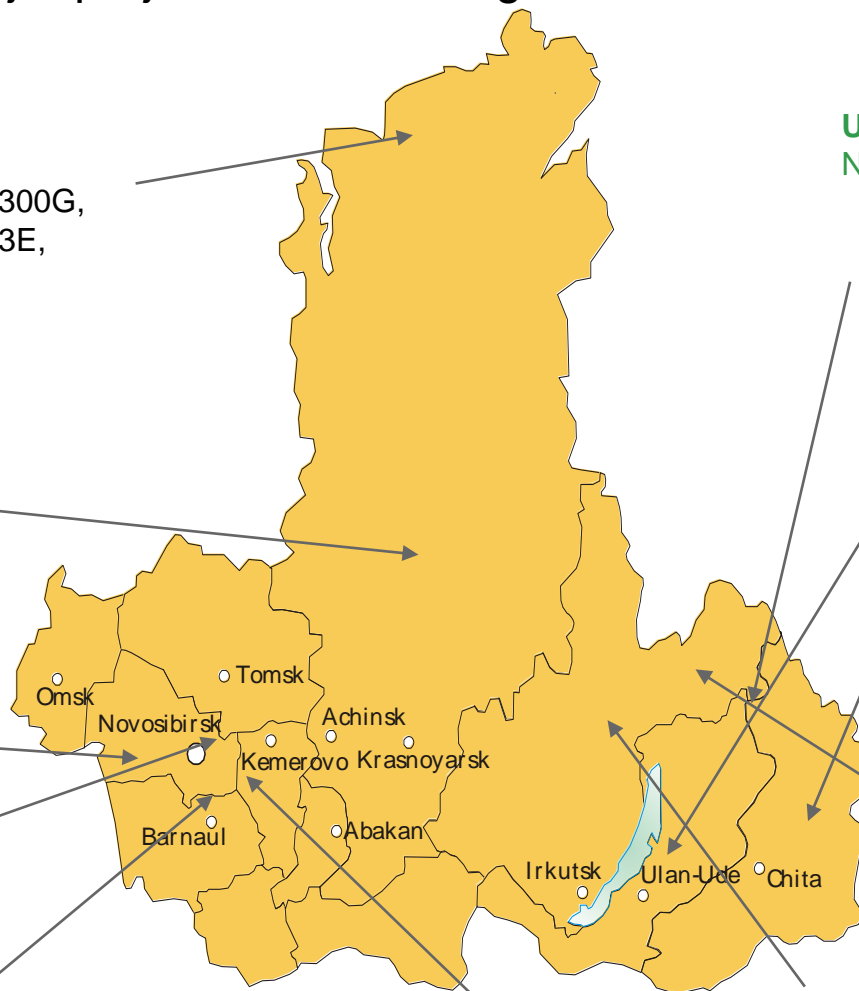 300G,
3E,
U
N
Tomsk
Omsk
Novosibirsk
Achinsk
Kemerovo
Krasnoyarsk
Barnaul
Abakan
Irkutsk
Ulan-Ude
Chita